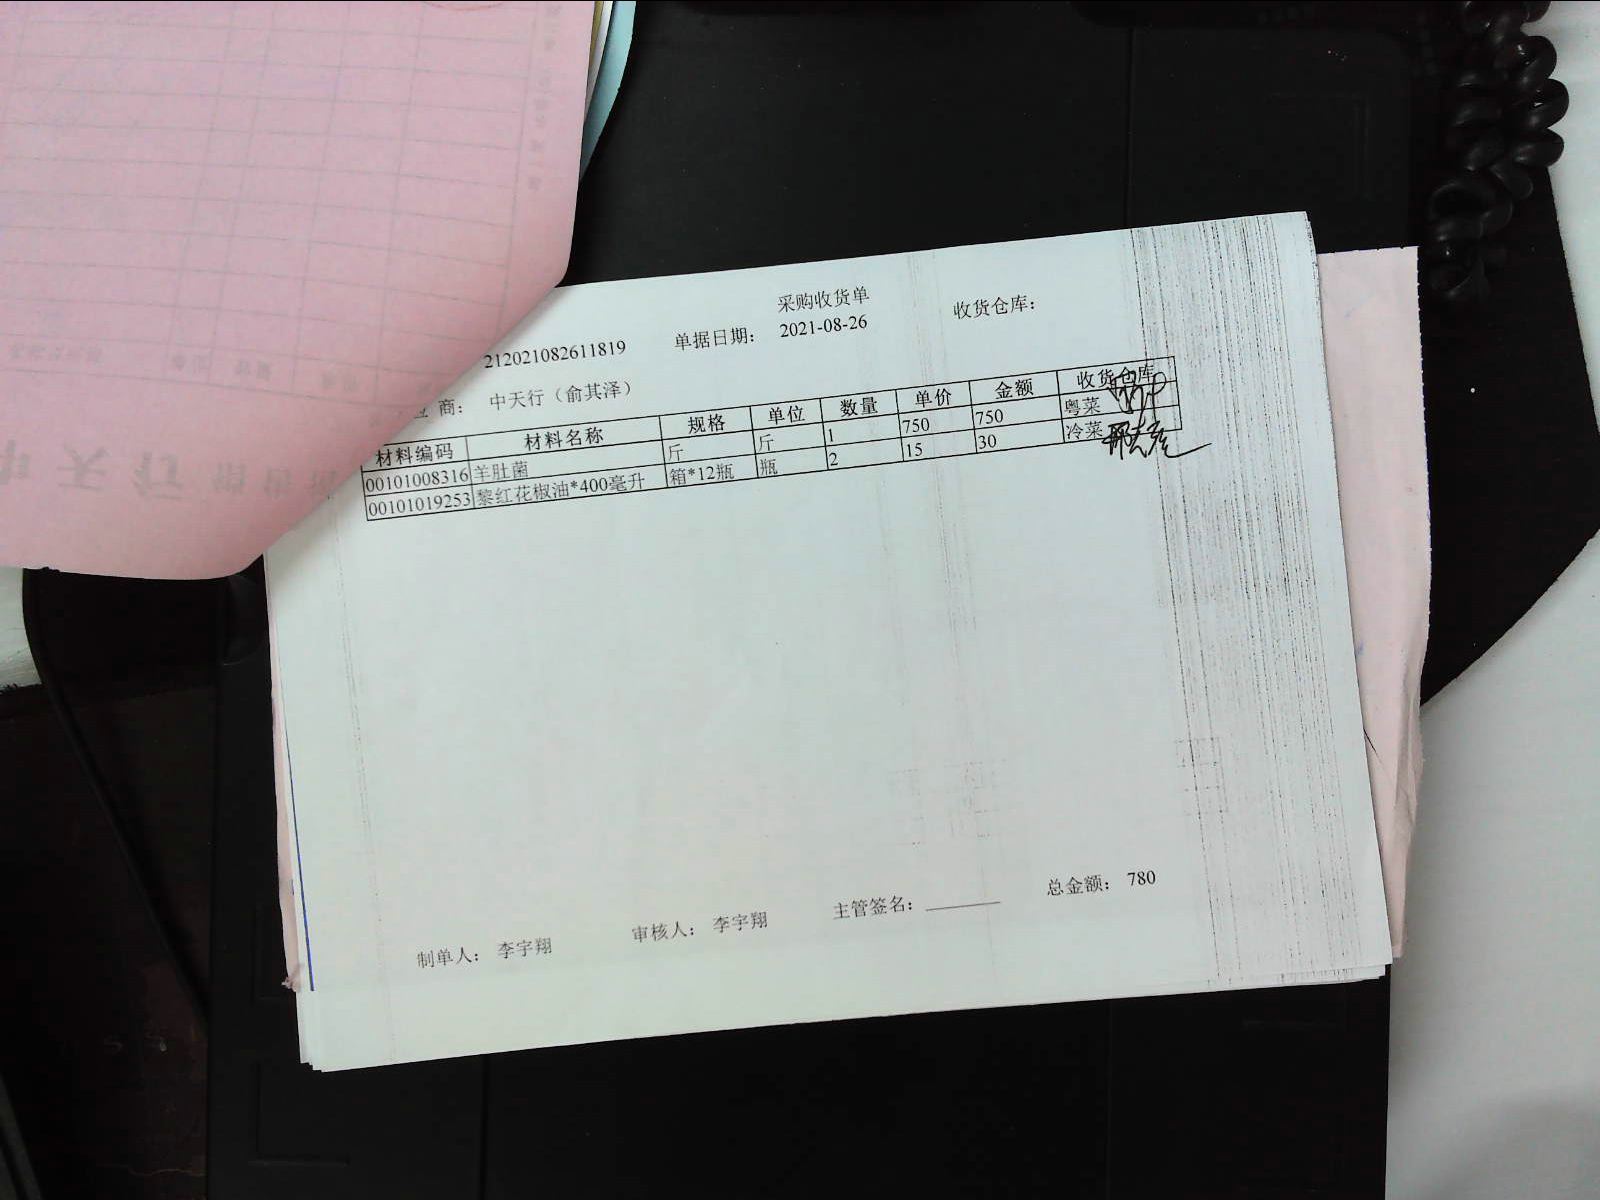 采购收货单
212021082611819 单据日期: 2021-08-26 收货仓库:
应 商: 中天行（俞其泽）
材料编码 材料名称 规格 单位 数量 单价 金额 收货仓库
00101008316 羊肚菌 斤 斤 1 750 750 粤菜
00101019253 黎红花椒油*400毫升 箱*12瓶 瓶 2 15 30 冷菜
总金额: 780
制单人: 李宇翔 审核人: 李宇翔 主管签名: